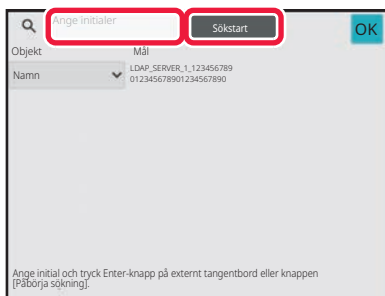 Ange initialer
Sökstart
OK
Objekt
Mål
Namn
LDAP_SERVER_1_123456789
012345678901234567890
Ange initial och tryck Enter-knapp på externt tangentbord eller knappen
[Påbörja sökning].